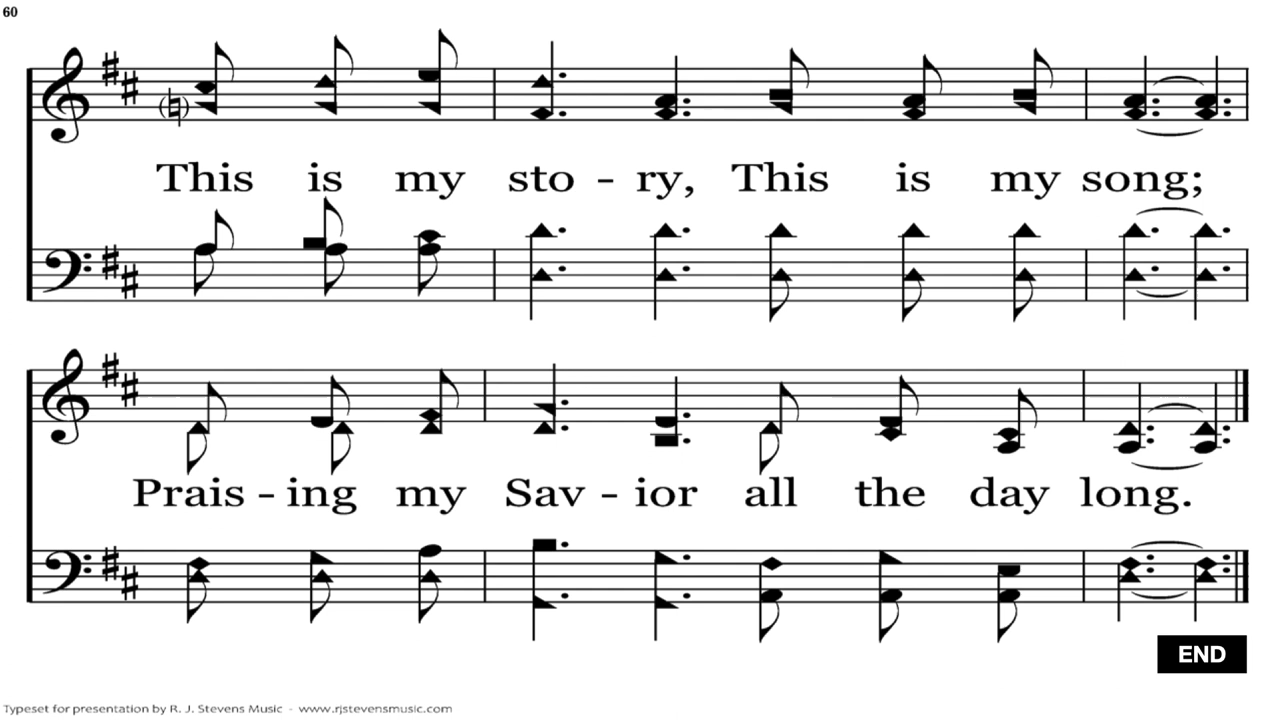 60
This is my sto - ry, This is my song;
Prais - ing my Sav - ior all the day long.
END
Typeset for presentation by R. J. Stevens Music - www.rjstevensmusic.com